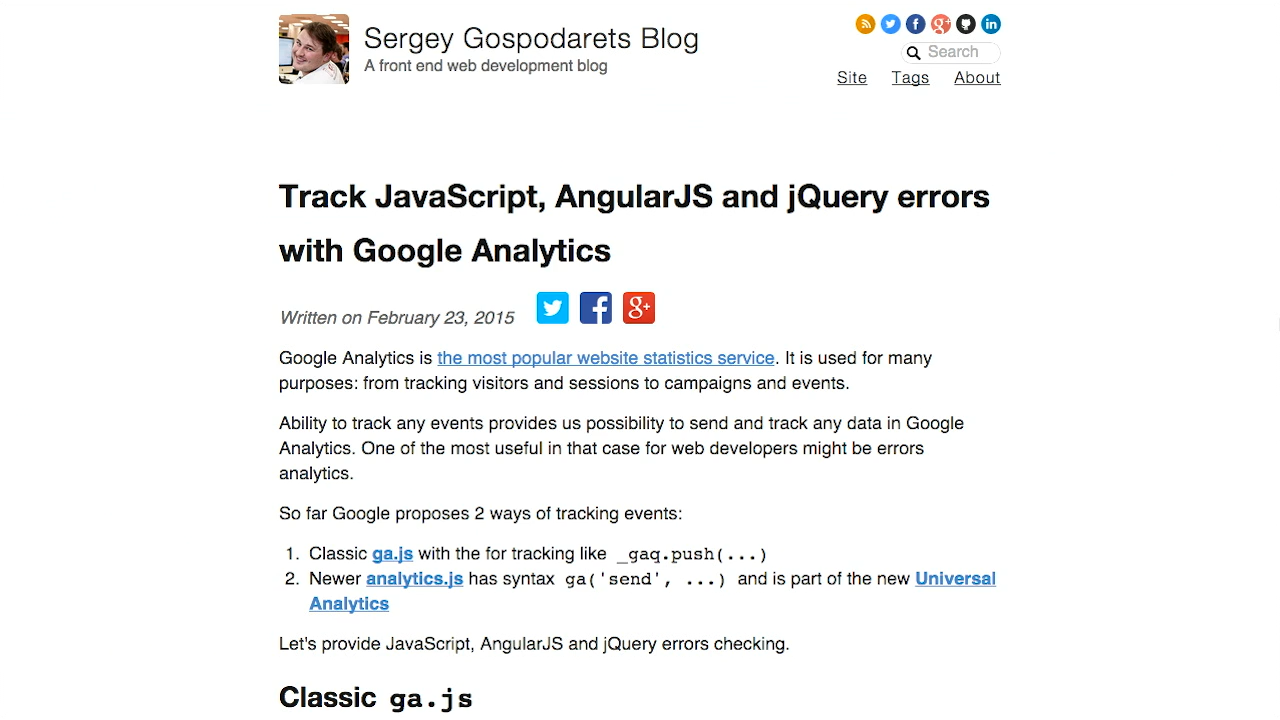 Sergey Gospodarets Blog
A front end web development blog
Search
Site Tags About
Track JavaScript, AngularJS and jQuery errors
with Google Analytics
Written on February 23, 2015
Google Analytics is the most popular website statistics service. It is used for many
purposes: from tracking visitors and sessions to campaigns and events.
Ability to track any events provides us possibility to send and track any data in Google
Analytics. One of the most useful in that case for web developers might be errors
analytics.
So far Google proposes 2 ways of tracking events:
1. Classic ga.js with the for tracking like _gaq.push(...)
2. Newer analytics.js has syntax ga('send', ...) and is part of the new Universal
Analytics
Let's provide JavaScript, AngularJS and jQuery errors checking.
Classic ga.js